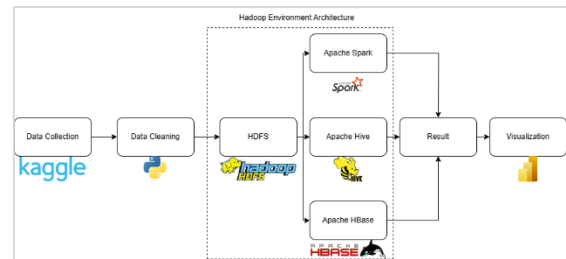 Hadoop Environment Architecture
Apache Spark
APACHE Spark
Data Collection
Data Cleaning
HDFS
Apache Hive
Result
Visualization
kaggle
hadoop
HDFS
HIVE
Apache HBase
APACHE
HBASE